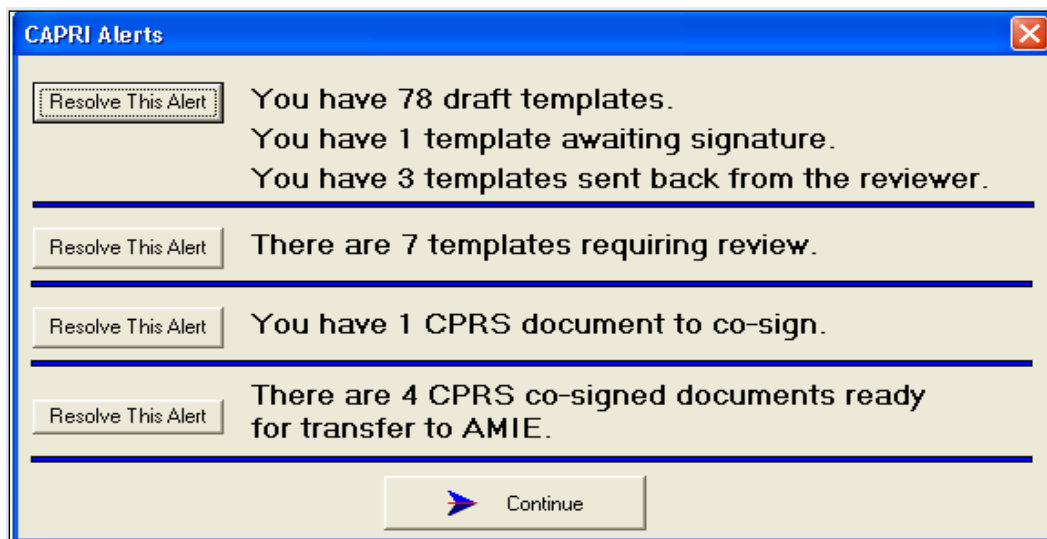 CAPRI Alerts
Resolve This Alert
You have 78 draft templates.
You have 1 template awaiting signature.
You have 3 templates sent back from the reviewer.
Resolve This Alert
There are 7 templates requiring review.
Resolve This Alert
You have 1 CPRS document to co-sign.
Resolve This Alert
There are 4 CPRS co-signed documents ready
for transfer to AMIE.
Continue